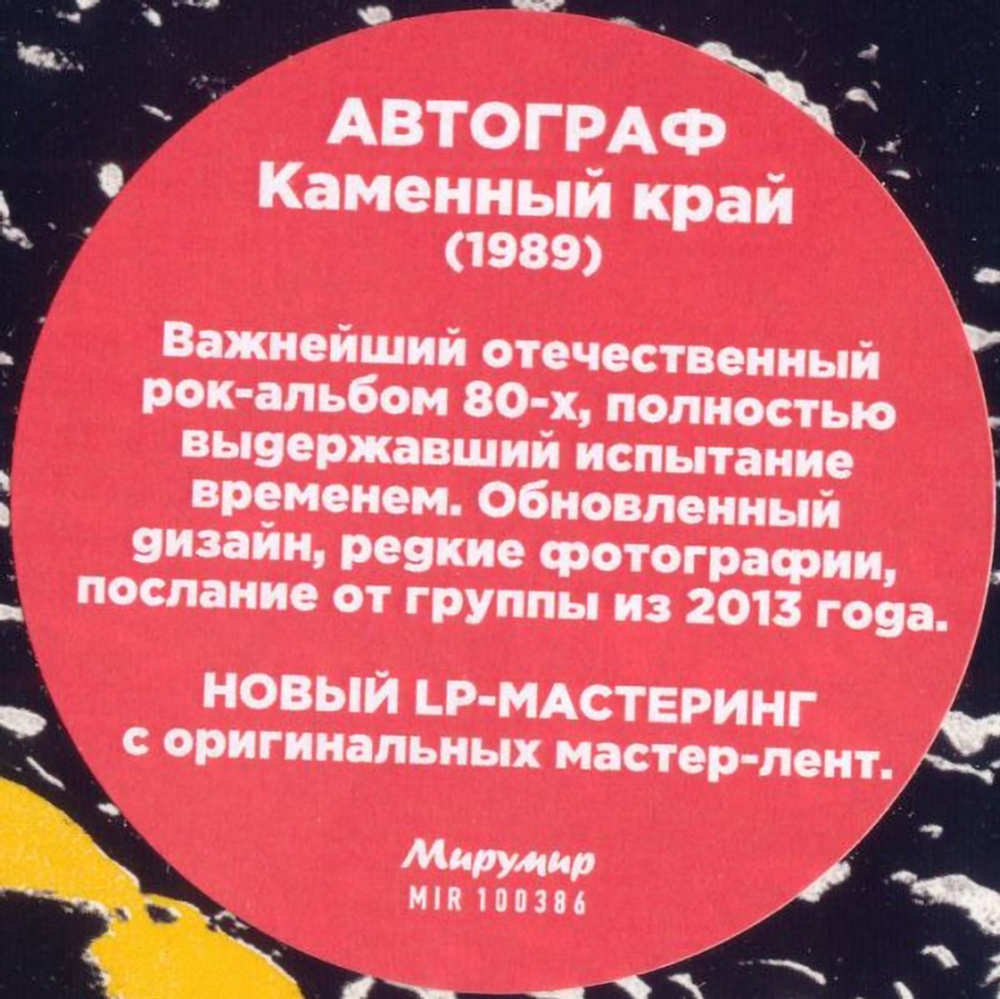 АВТОГРАФ
Каменный край
(1989)
Важнейший отечественный
рок-альбом 80-х, полностью
выдержавший испытание
временем. Обновленный
дизайн, редкие фотографии,
послание от группы из 2013 года.
НОВЫЙ LP-МАСТЕРИНГ
с оригинальных мастер-лент.
Мирумир
MIR 100386